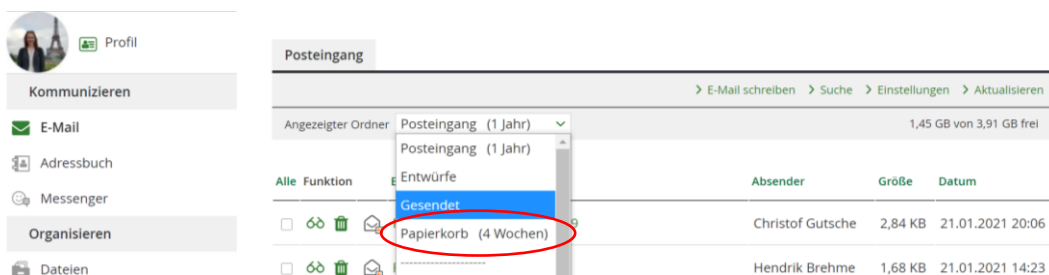 Profil
Kommunizieren
E-Mail
Adressbuch
Messenger
Organisieren
Dateien
Posteingang
E-Mail schreiben Suche Einstellungen Aktualisieren
Angezeigter Ordner Posteingang (1 Jahr) 1,45 GB von 3,91 GB frei
Posteingang (1 Jahr)
Entwürfe
Gesendet
Papierkorb (4 Wochen)
--------------------
Alle Funktion Absender Größe Datum
Christof Gutsche 2,84 KB 21.01.2021 20:06
Hendrik Brehme 1,68 KB 21.01.2021 14:23